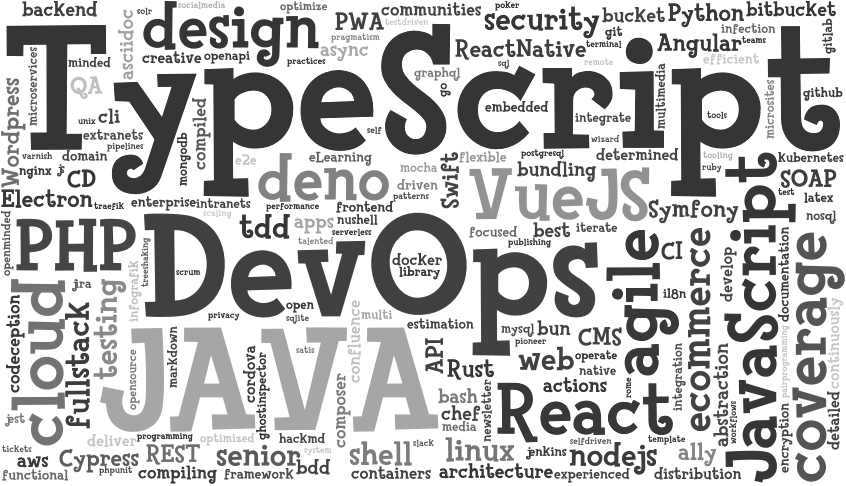 backend
solr
design
socialmedia
optimize
PWA
testdriven
communities
poker
security
bucket
Python
bitbucket
asciidoc
creative
openapi
practices
pragmatism
async
git
ReactNative
terminal
Angular
infection
teams
gitlab
microservices
minded
TypeScript
graphql
go
sql
remote
efficient
QA
Wordpress
unix
cli
extranets
pipelines
compiled
mongodb
self
embedded
integrate
wizard
multimedia
tools
microsites
github
varnish
domain
nginx
js
CD
e2e
eLearning
mocha
Swift
flexible
postgresql
bundling
determined
tooling
ruby
kubernetes
SOAP
test
latex
nosql
Electron
traefik
enterprise
intranets
deno
performance
frontend
driven
patterns
VueJS
Symfony
scaling
tdd
apps
nushell
serverless
talented
focused
best
iterate
publishing
openminded
PHP
treeshaking
DevOps
scrum
docker
library
agile
CI
il8n
ecommerce
develop
JavaScript
documentation
coverage
jra
infografik
privacy
open
sqlite
multi
estimation
mysql
pioneer
bun
CMS
codeception
cloud
fullstack
testing
opensource
markdown
JAVA
cordova
ghostinspector
satis
confluence
composer
API
Rust
web
operate
native
actions
rome
integration
abstraction
workflows
pairprogramming
continuously
jest
bash
chef
media
newsletter
React
encryption
detailed
deliver
programming
optimized
hackmd
system
slack
selfdriven
template
tickets
aws
functional
Cypress
phpunit
REST
compiling
senior
framework
bdd
shell
containers
linux
architecture
jenkins
experienced
nodejs
ally
distribution